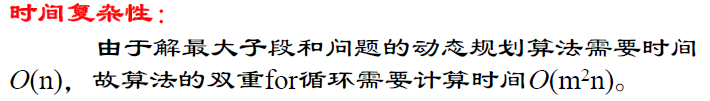 时间复杂性：
由于解最大子段和问题的动态规划算法需要时间
O(n)，故算法的双重for循环需要计算时间O(m²n)。